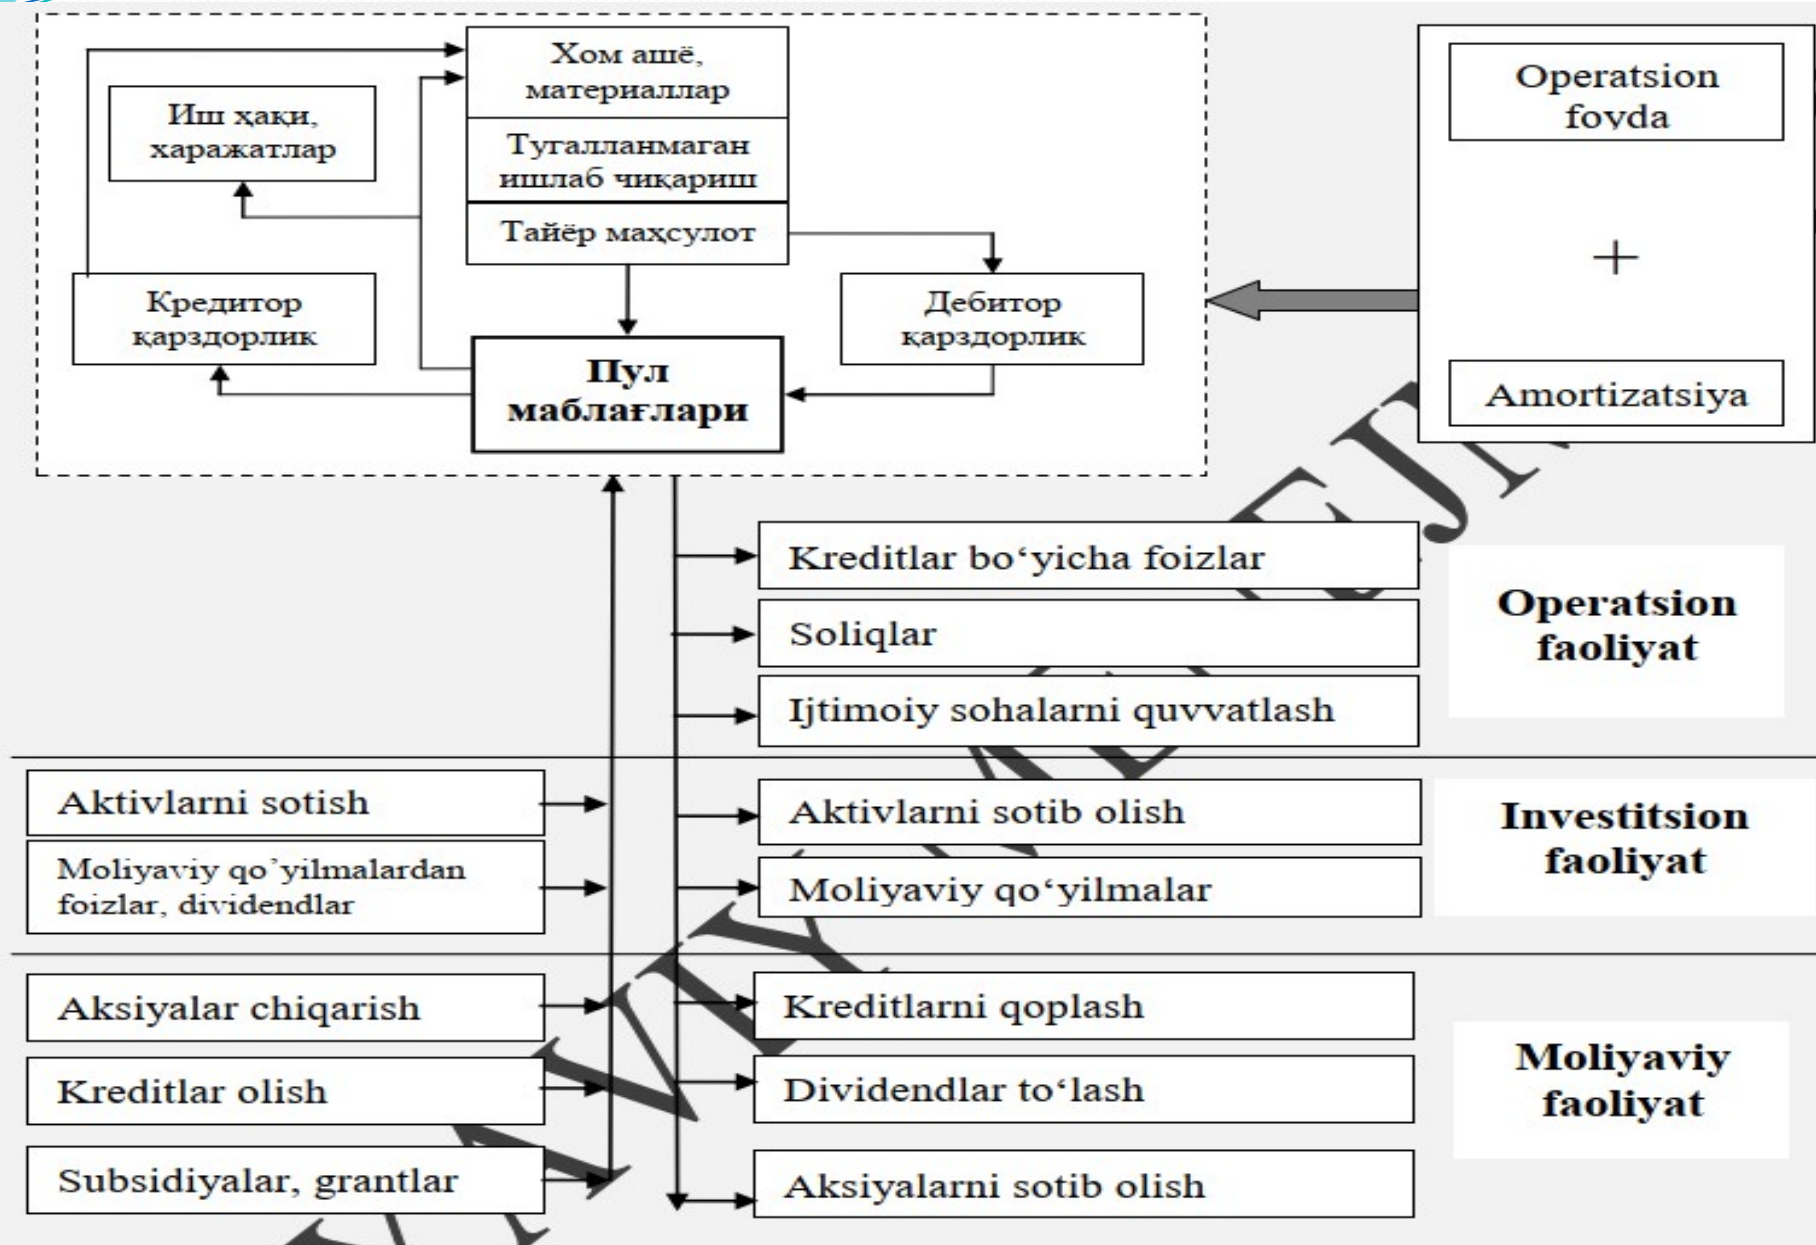 Хом ашё,
материаллар
Иш ҳақи,
харажатлар
Тугалланмаган
ишлаб чиқариш
Тайёр маҳсулот
Кредитор
қарздорлик
Дебитор
қарздорлик
Пул
маблағлари
Operatsion
foyda
+
Amortizatsiya
Kreditlar bo‘yicha foizlar
Soliqlar
Ijtimoiy sohalarni quvvatlash
Operatsion
faoliyat
Aktivlarni sotish
Moliyaviy qo’yilmalardan
foizlar, dividendlar
Aktivlarni sotib olish
Moliyaviy qo‘yilmalar
Investitsion
faoliyat
Aksiyalar chiqarish
Kreditlar olish
Subsidiyalar, grantlar
Kreditlarni qoplash
Dividendlar to‘lash
Aksiyalarni sotib olish
Moliyaviy
faoliyat